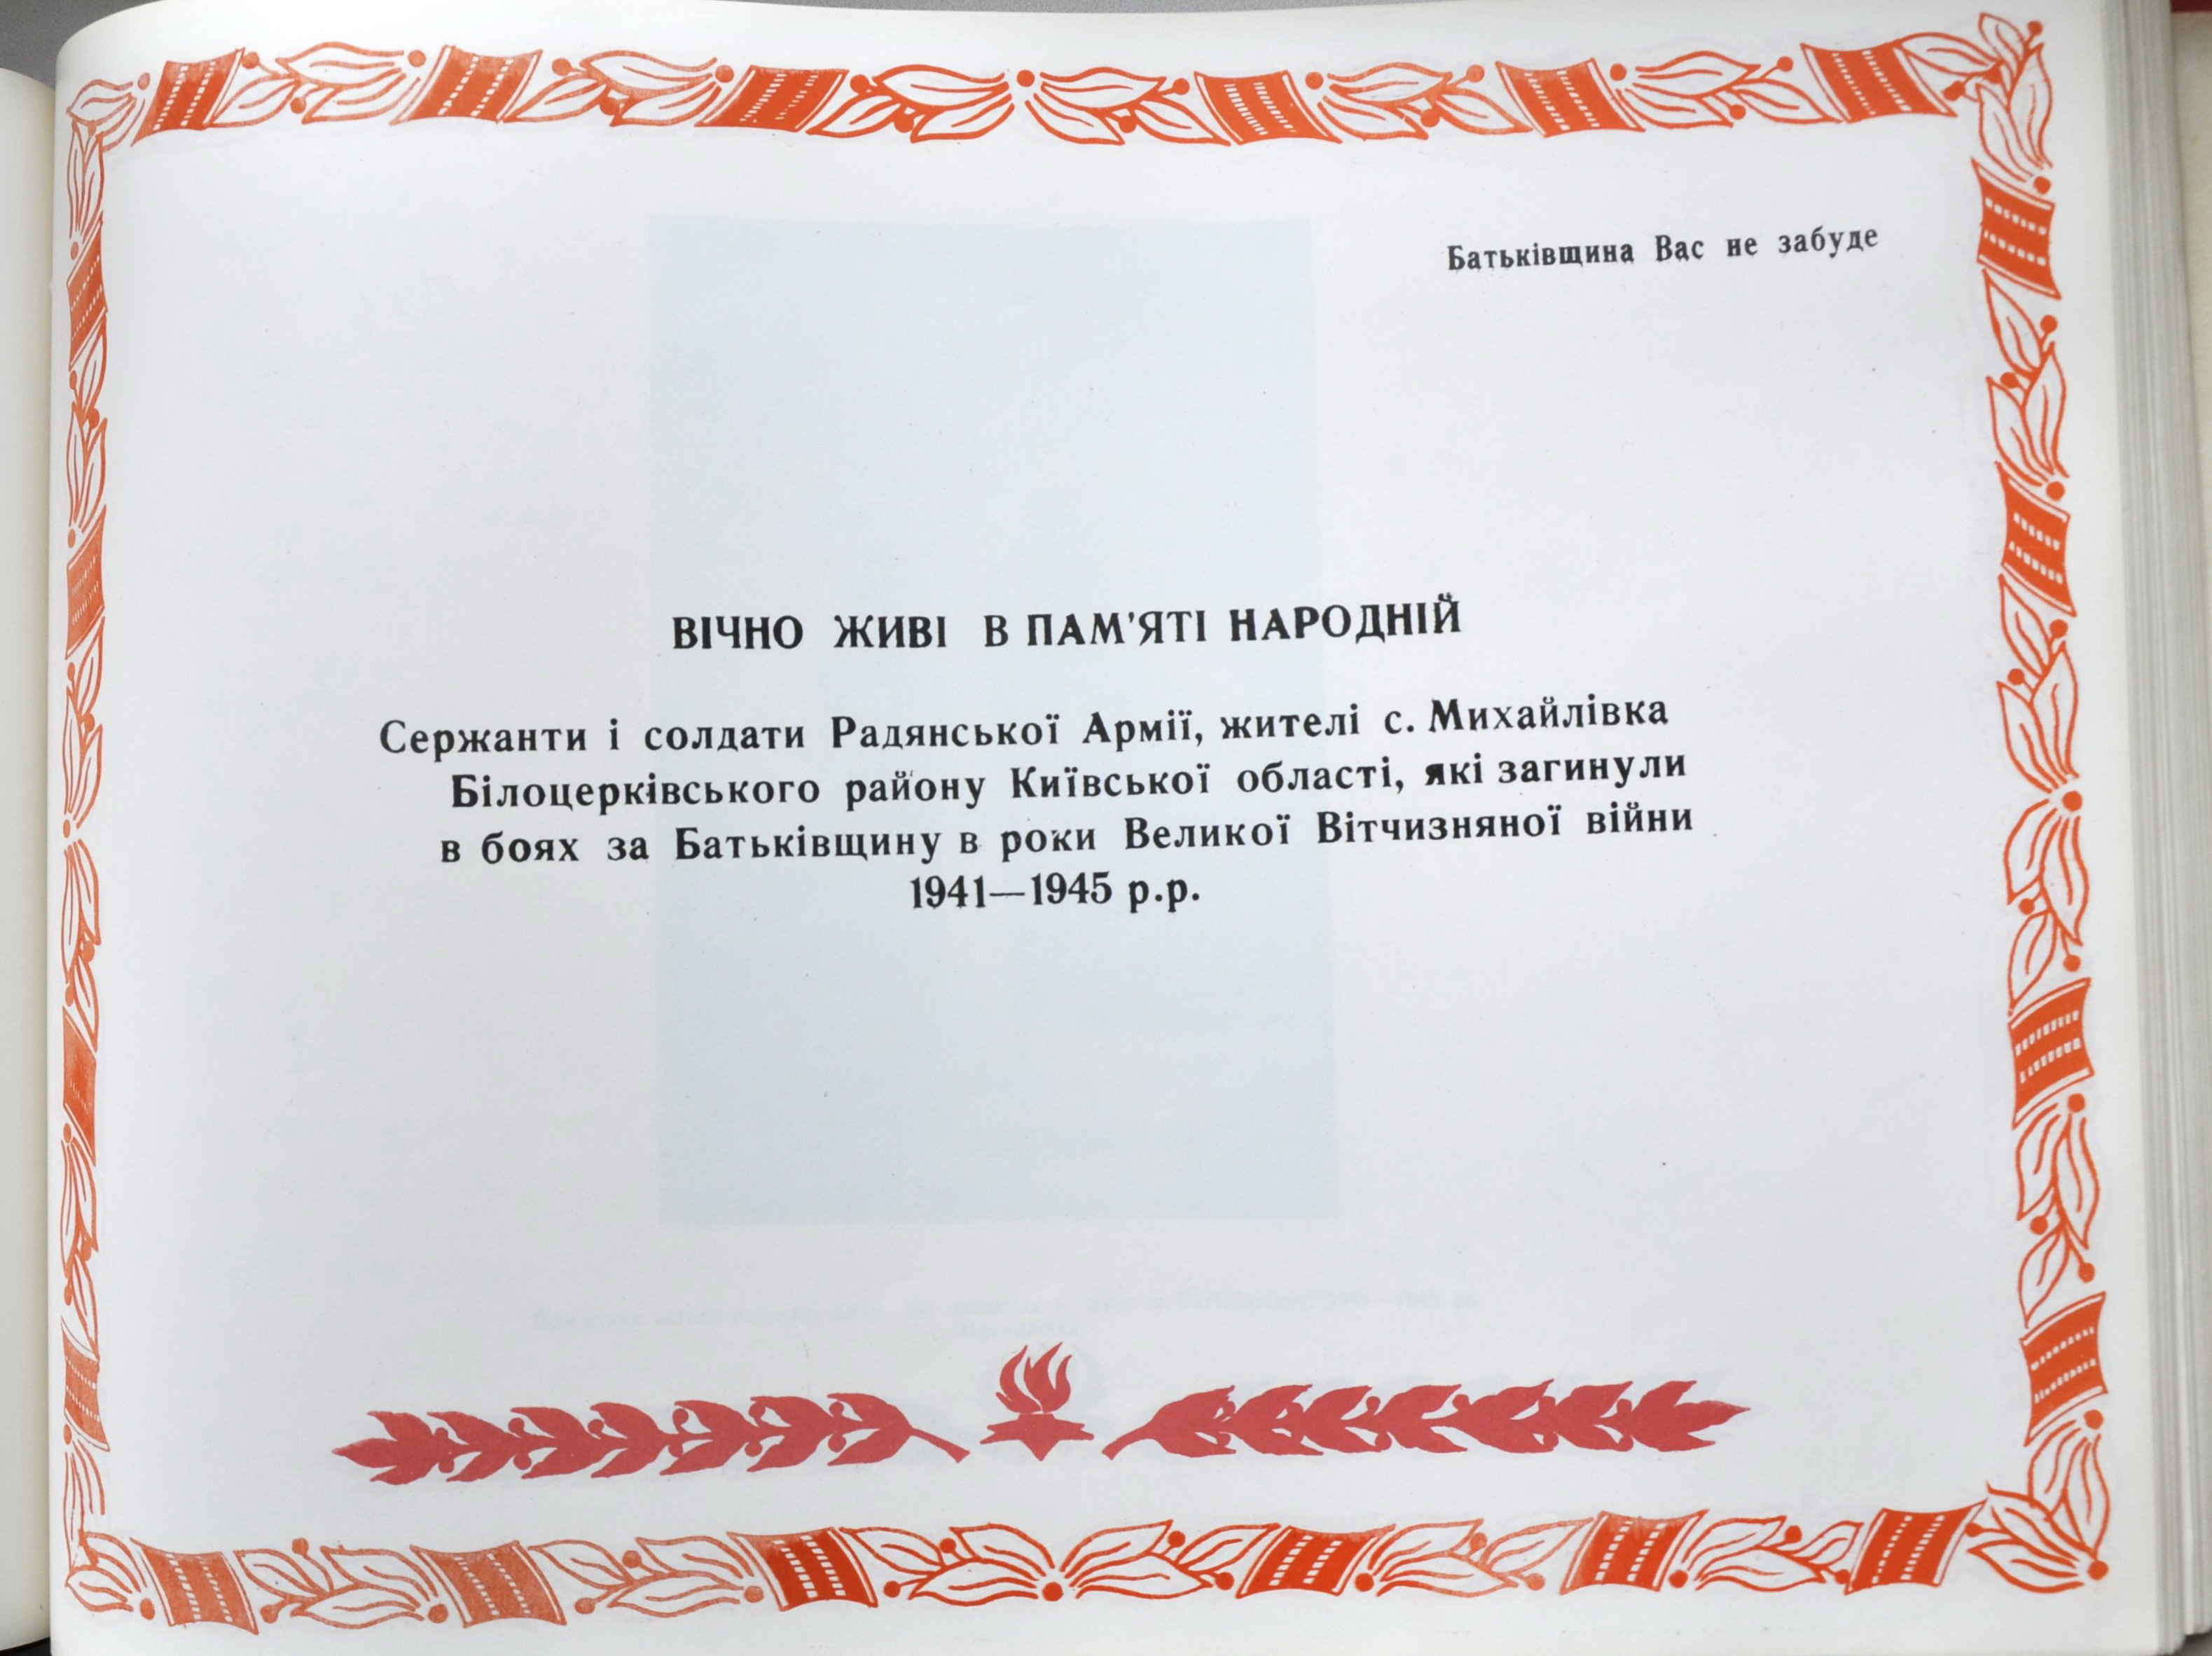 Батьківщина Вас не забуде
ВІЧНО ЖИВІ В ПАМ'ЯТІ НАРОДНІЙ
Сержанти і солдати Радянської Армії, жителі с. Михайлівка
Білоцерківського району Київської області, які загинули
в боях за Батьківщину в роки Великої Вітчизняної війни
1941—1945 р.р.